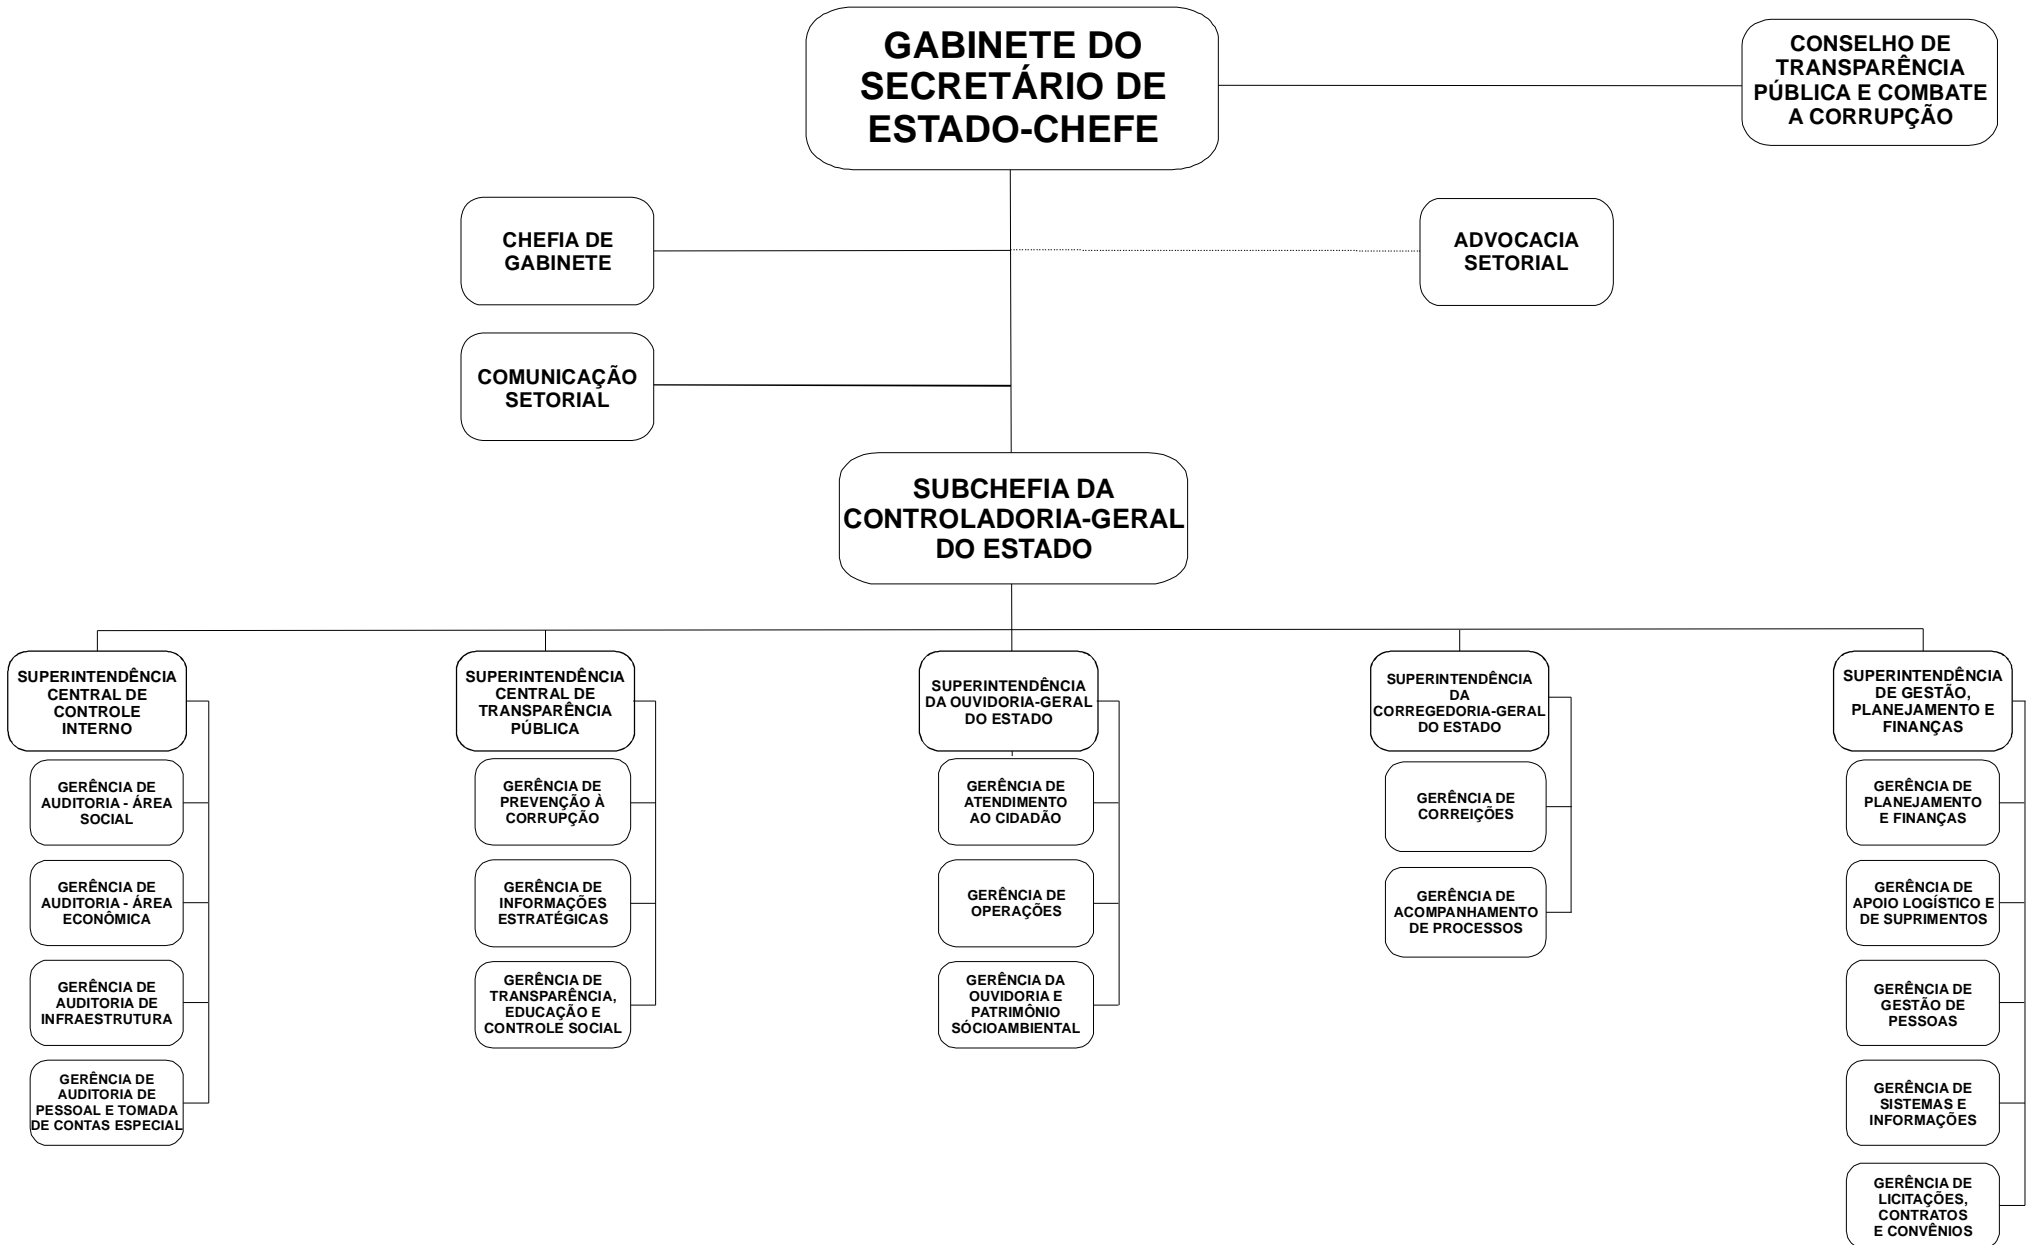 GABINETE DO
SECRETÁRIO DE
ESTADO-CHEFE
CONSELHO DE
TRANSPARÊNCIA
PÚBLICA E COMBATE
A CORRUPÇÃO
CHEFIA DE
GABINETE
ADVOCACIA
SETORIAL
COMUNICAÇÃO
SETORIAL
SUBCHEFIA DA
CONTROLADORIA-GERAL
DO ESTADO
SUPERINTENDÊNCIA
CENTRAL DE
CONTROLE
INTERNO
GERÊNCIA DE
AUDITORIA - ÁREA
SOCIAL
GERÊNCIA DE
AUDITORIA - ÁREA
ECONÔMICA
GERÊNCIA DE
AUDITORIA DE
INFRAESTRUTURA
GERÊNCIA DE
AUDITORIA DE
PESSOAL E TOMADA
DE CONTAS ESPECIAL
SUPERINTENDÊNCIA
CENTRAL DE
TRANSPARÊNCIA
PÚBLICA
GERÊNCIA DE
PREVENÇÃO À
CORRUPÇÃO
GERÊNCIA DE
INFORMAÇÕES
ESTRATÉGICAS
GERÊNCIA DE
TRANSPARÊNCIA,
EDUCAÇÃO E
CONTROLE SOCIAL
SUPERINTENDÊNCIA
DA OUVIDORIA-GERAL
DO ESTADO
GERÊNCIA DE
ATENDIMENTO
AO CIDADÃO
GERÊNCIA DE
OPERAÇÕES
GERÊNCIA DA
OUVIDORIA E
PATRIMÔNIO
SÓCIOAMBIENTAL
SUPERINTENDÊNCIA
DA
CORREGEDORIA-GERAL
DO ESTADO
GERÊNCIA DE
CORREIÇÕES
GERÊNCIA DE
ACOMPANHAMENTO
DE PROCESSOS
SUPERINTENDÊNCIA
DE GESTÃO,
PLANEJAMENTO E
FINANÇAS
GERÊNCIA DE
PLANEJAMENTO
E FINANÇAS
GERÊNCIA DE
APOIO LOGÍSTICO E
DE SUPRIMENTOS
GERÊNCIA DE
GESTÃO DE
PESSOAS
GERÊNCIA DE
SISTEMAS E
INFORMAÇÕES
GERÊNCIA DE
LICITAÇÕES,
CONTRATOS
E CONVÊNIOS